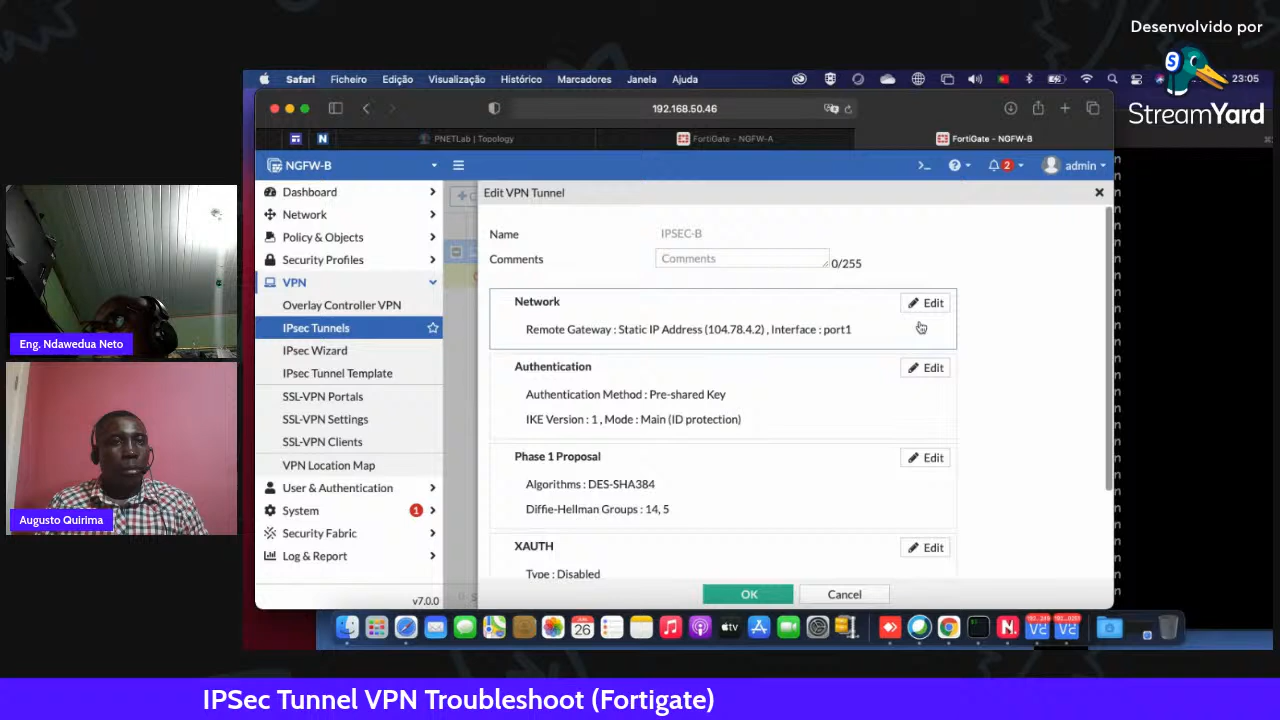 Desenvolvido por
StreamYard
Safari Ficheiro Edição Visualização Histórico Marcadores Janela Ajuda 23:05
192.168.50.46
N PNETLab | Topology FortiGate - NGFW-A FortiGate - NGFW-B
NGFW-B >_ 2 admin
Dashboard
Network
Policy & Objects
Security Profiles
VPN
Overlay Controller VPN
IPsec Tunnels
IPsec Wizard
IPsec Tunnel Template
SSL-VPN Portals
SSL-VPN Settings
SSL-VPN Clients
VPN Location Map
User & Authentication
System 1
Security Fabric
Log & Report
v7.0.0
Edit VPN Tunnel
Name IPSEC-B
Comments Comments 0/255
Network Edit
Remote Gateway : Static IP Address (104.78.4.2) , Interface : port1
Authentication Edit
Authentication Method : Pre-shared Key
IKE Version : 1 , Mode : Main (ID protection)
Phase 1 Proposal Edit
Algorithms : DES-SHA384
Diffie-Hellman Groups : 14, 5
XAUTH Edit
Type : Disabled
OK Cancel
Eng. Ndawedua Neto
Augusto Quirima
26 tv
IPSec Tunnel VPN Troubleshoot (Fortigate)